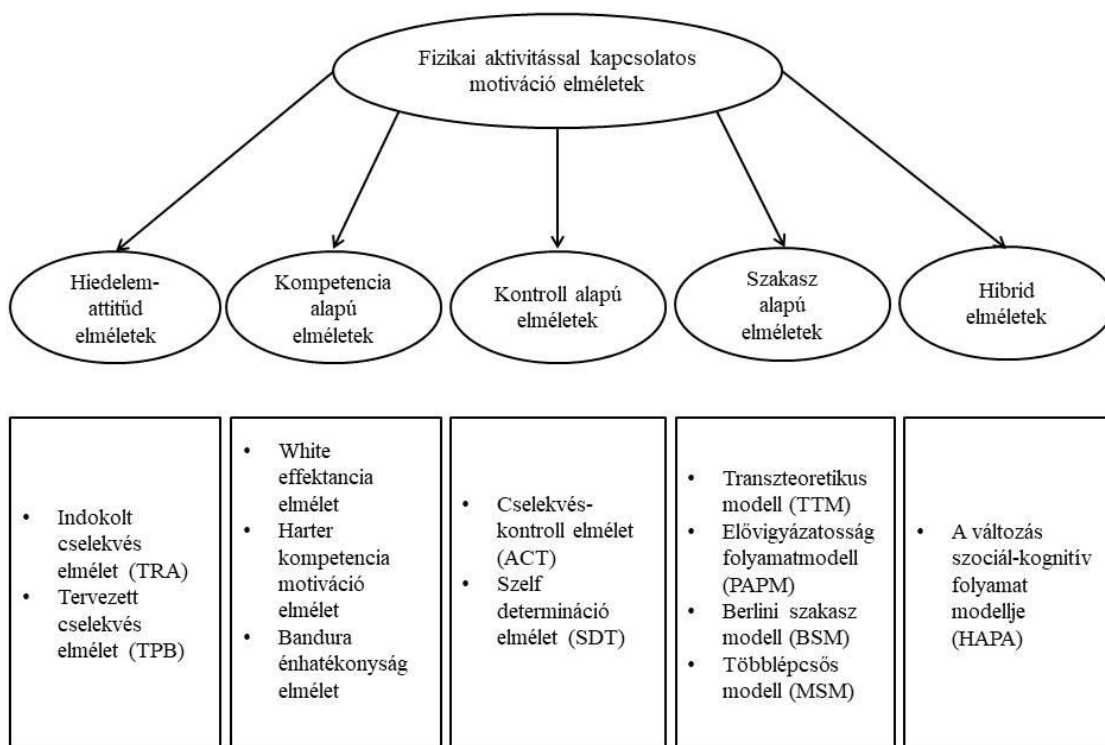 Fizikai aktivitással kapcsolatos
motiváció elméletek
Hiedelem-
attitűd
elméletek
Kompetencia
alapú
elméletek
Kontroll alapú
elméletek
Szakasz
alapú
elméletek
Hibrid
elméletek
• Indokolt
cselekvés
elmélet (TRA)
• Tervezett
cselekvés
elmélet (TPB)
• White
effektancia
elmélet
• Harter
kompetencia
motiváció
elmélet
• Bandura
énhatékonyság
elmélet
• Cselekvés-
kontroll elmélet
(ACT)
• Szelf
determináció
elmélet (SDT)
• Transzteoretikus
modell (TTM)
• Elővigyázatosság
folyamatmodell
(PAPM)
• Berlini szakasz
modell (BSM)
• Többlépcsős
modell (MSM)
• A változás
szociál-kognitív
folyamat
modellje
(HAPA)